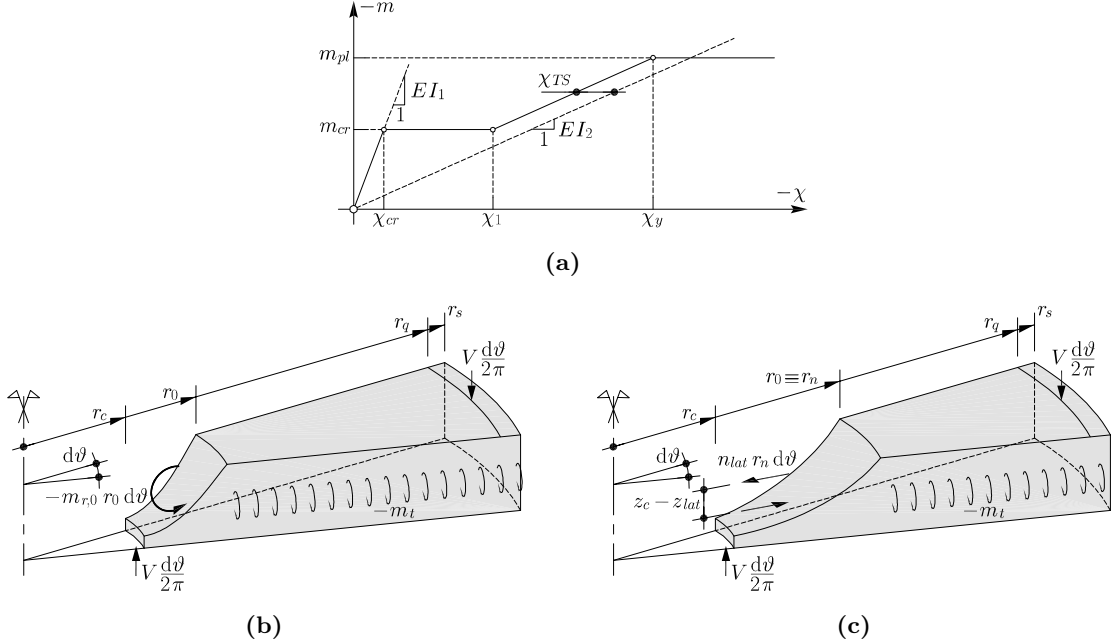 −m
m_pl
χ_TS
EI_1
1
m_cr
EI_2
1
−χ
χ_cr
χ_1
χ_y
(a)
r_s
r_q
V dϑ/2π
r_0
r_c
dϑ
−m_{r,0} r_0 dϑ
−m_t
V dϑ/2π
(b)
r_s
r_q
V dϑ/2π
r_0 ≡ r_n
r_c
dϑ
n_lat r_n dϑ
z_c − z_lat
−m_t
V dϑ/2π
(c)